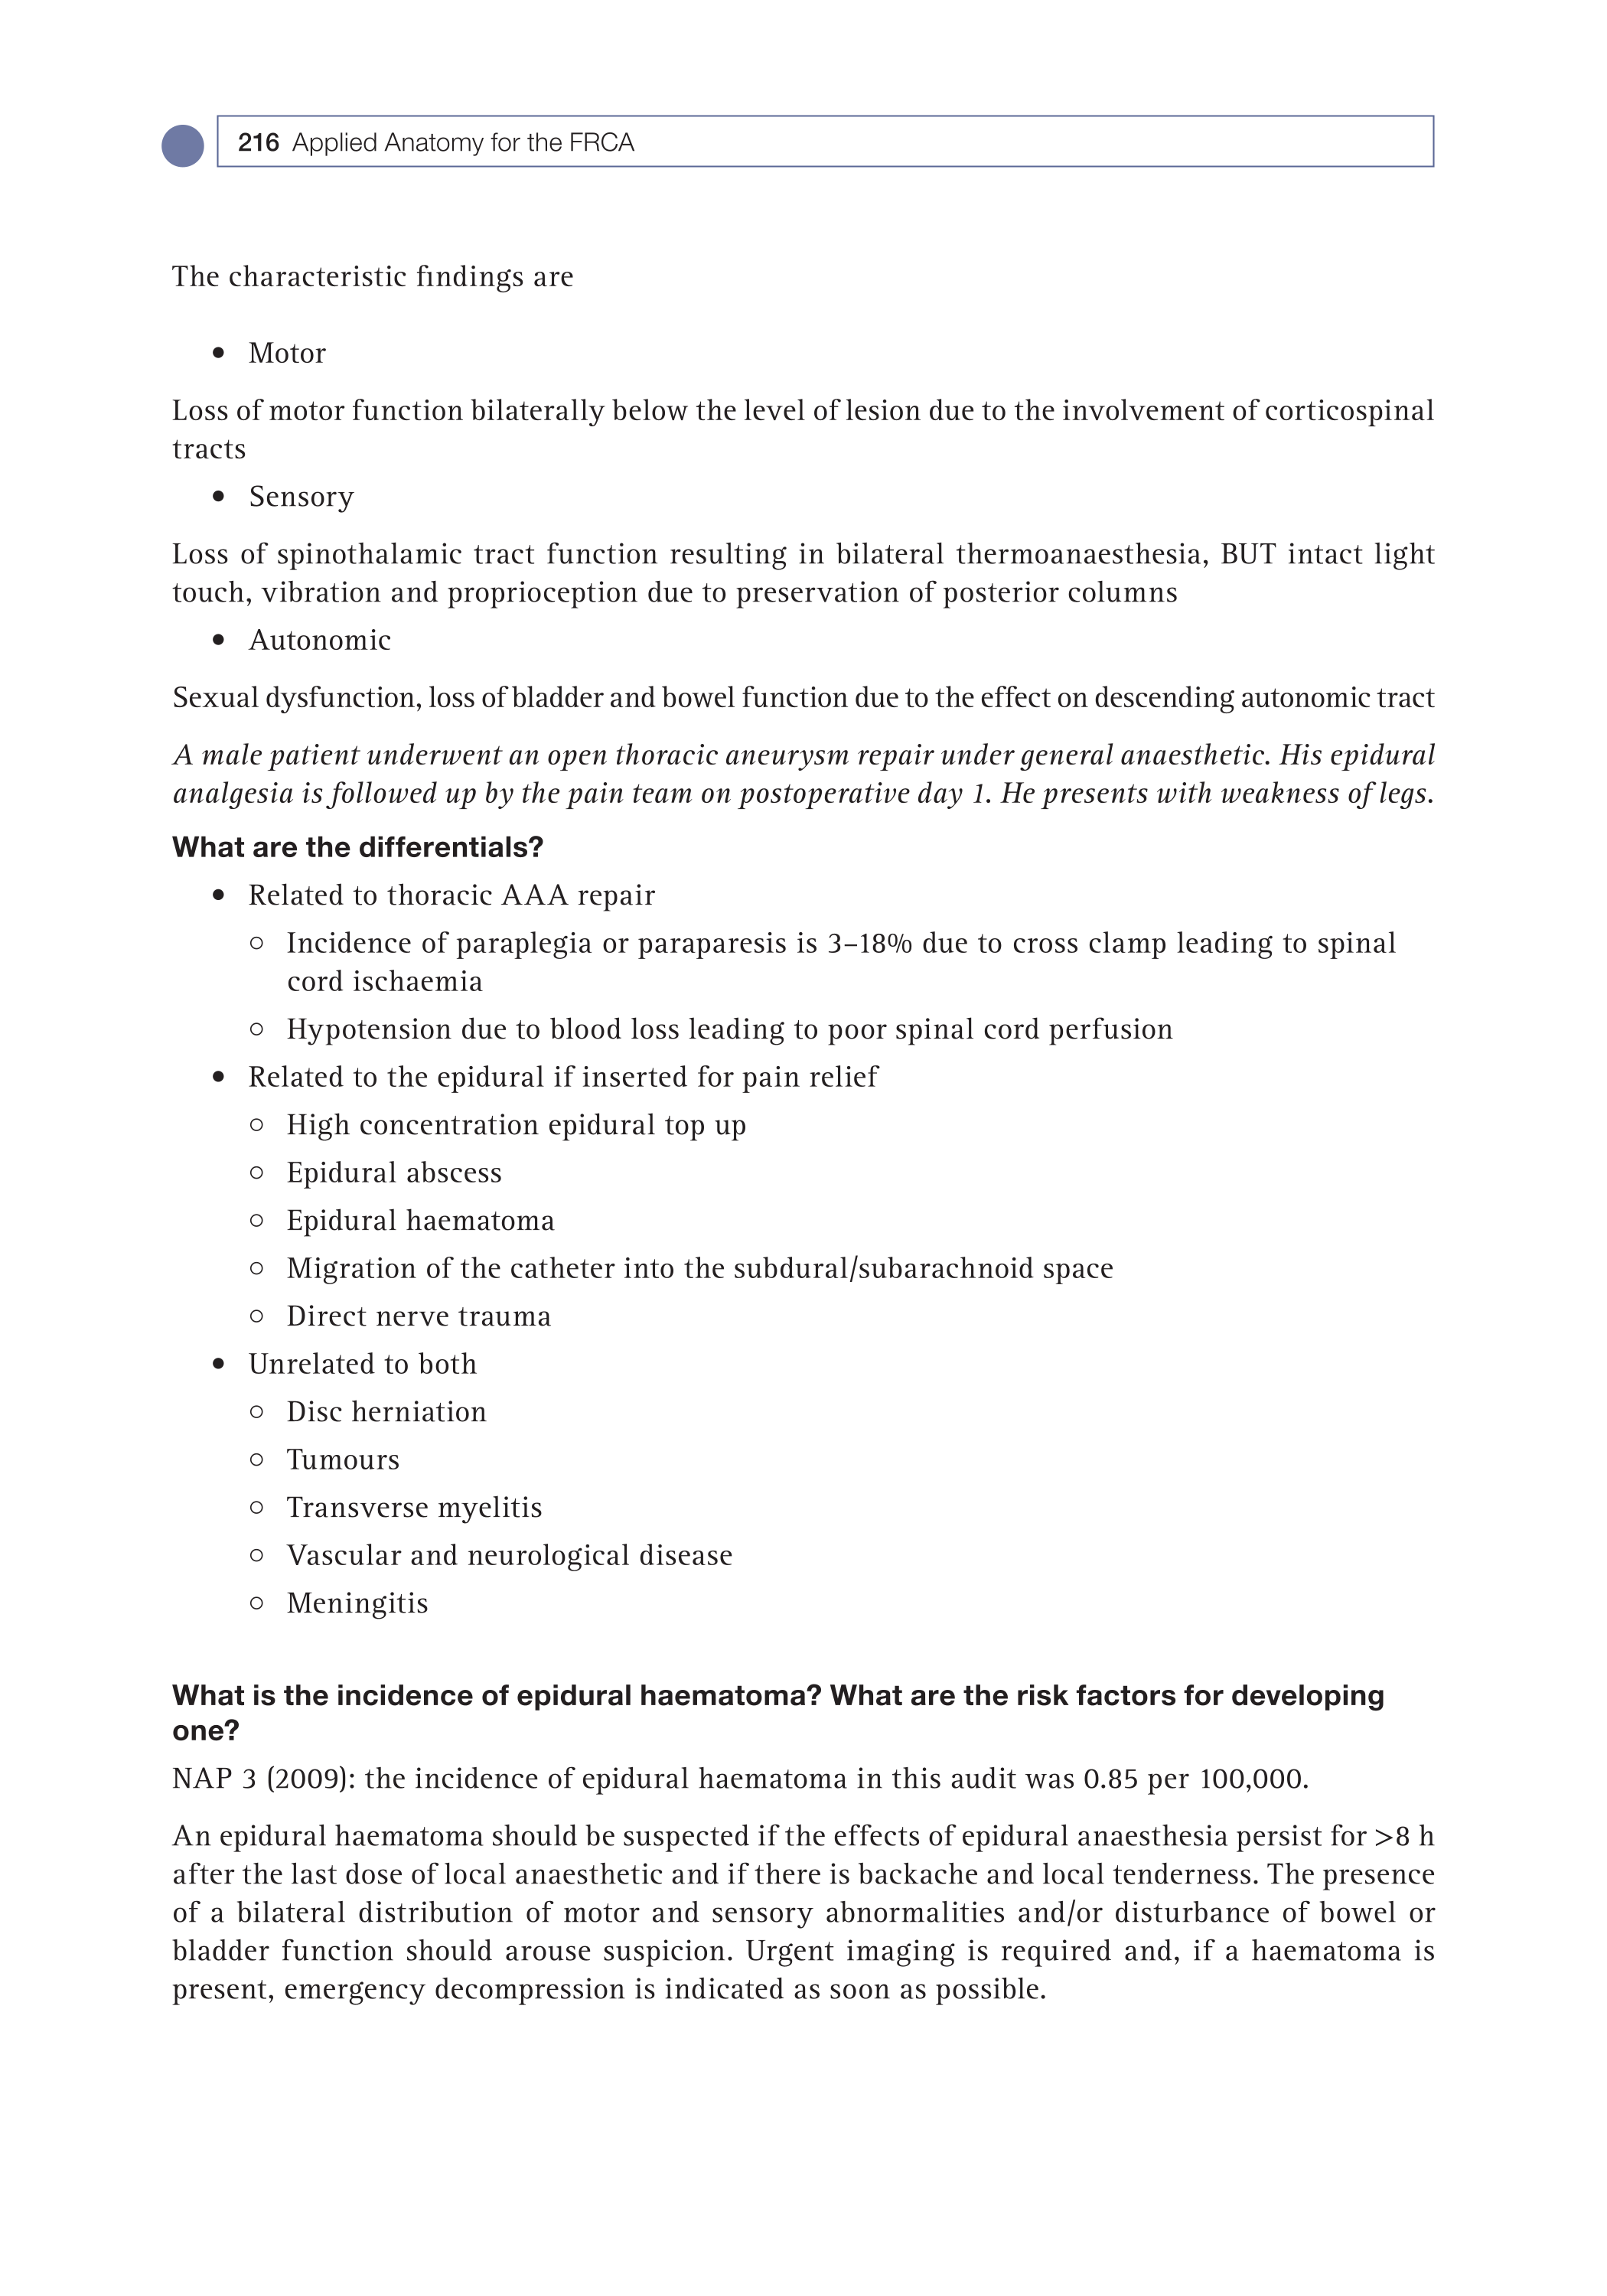 216 Applied Anatomy for the FRCA
The characteristic findings are
• Motor
Loss of motor function bilaterally below the level of lesion due to the involvement of corticospinal
tracts
• Sensory
Loss of spinothalamic tract function resulting in bilateral thermoanaesthesia, BUT intact light
touch, vibration and proprioception due to preservation of posterior columns
• Autonomic
Sexual dysfunction, loss of bladder and bowel function due to the effect on descending autonomic tract
A male patient underwent an open thoracic aneurysm repair under general anaesthetic. His epidural
analgesia is followed up by the pain team on postoperative day 1. He presents with weakness of legs.
What are the differentials?
• Related to thoracic AAA repair
○ Incidence of paraplegia or paraparesis is 3–18% due to cross clamp leading to spinal
cord ischaemia
○ Hypotension due to blood loss leading to poor spinal cord perfusion
• Related to the epidural if inserted for pain relief
○ High concentration epidural top up
○ Epidural abscess
○ Epidural haematoma
○ Migration of the catheter into the subdural/subarachnoid space
○ Direct nerve trauma
• Unrelated to both
○ Disc herniation
○ Tumours
○ Transverse myelitis
○ Vascular and neurological disease
○ Meningitis
What is the incidence of epidural haematoma? What are the risk factors for developing
one?
NAP 3 (2009): the incidence of epidural haematoma in this audit was 0.85 per 100,000.
An epidural haematoma should be suspected if the effects of epidural anaesthesia persist for >8 h
after the last dose of local anaesthetic and if there is backache and local tenderness. The presence
of a bilateral distribution of motor and sensory abnormalities and/or disturbance of bowel or
bladder function should arouse suspicion. Urgent imaging is required and, if a haematoma is
present, emergency decompression is indicated as soon as possible.